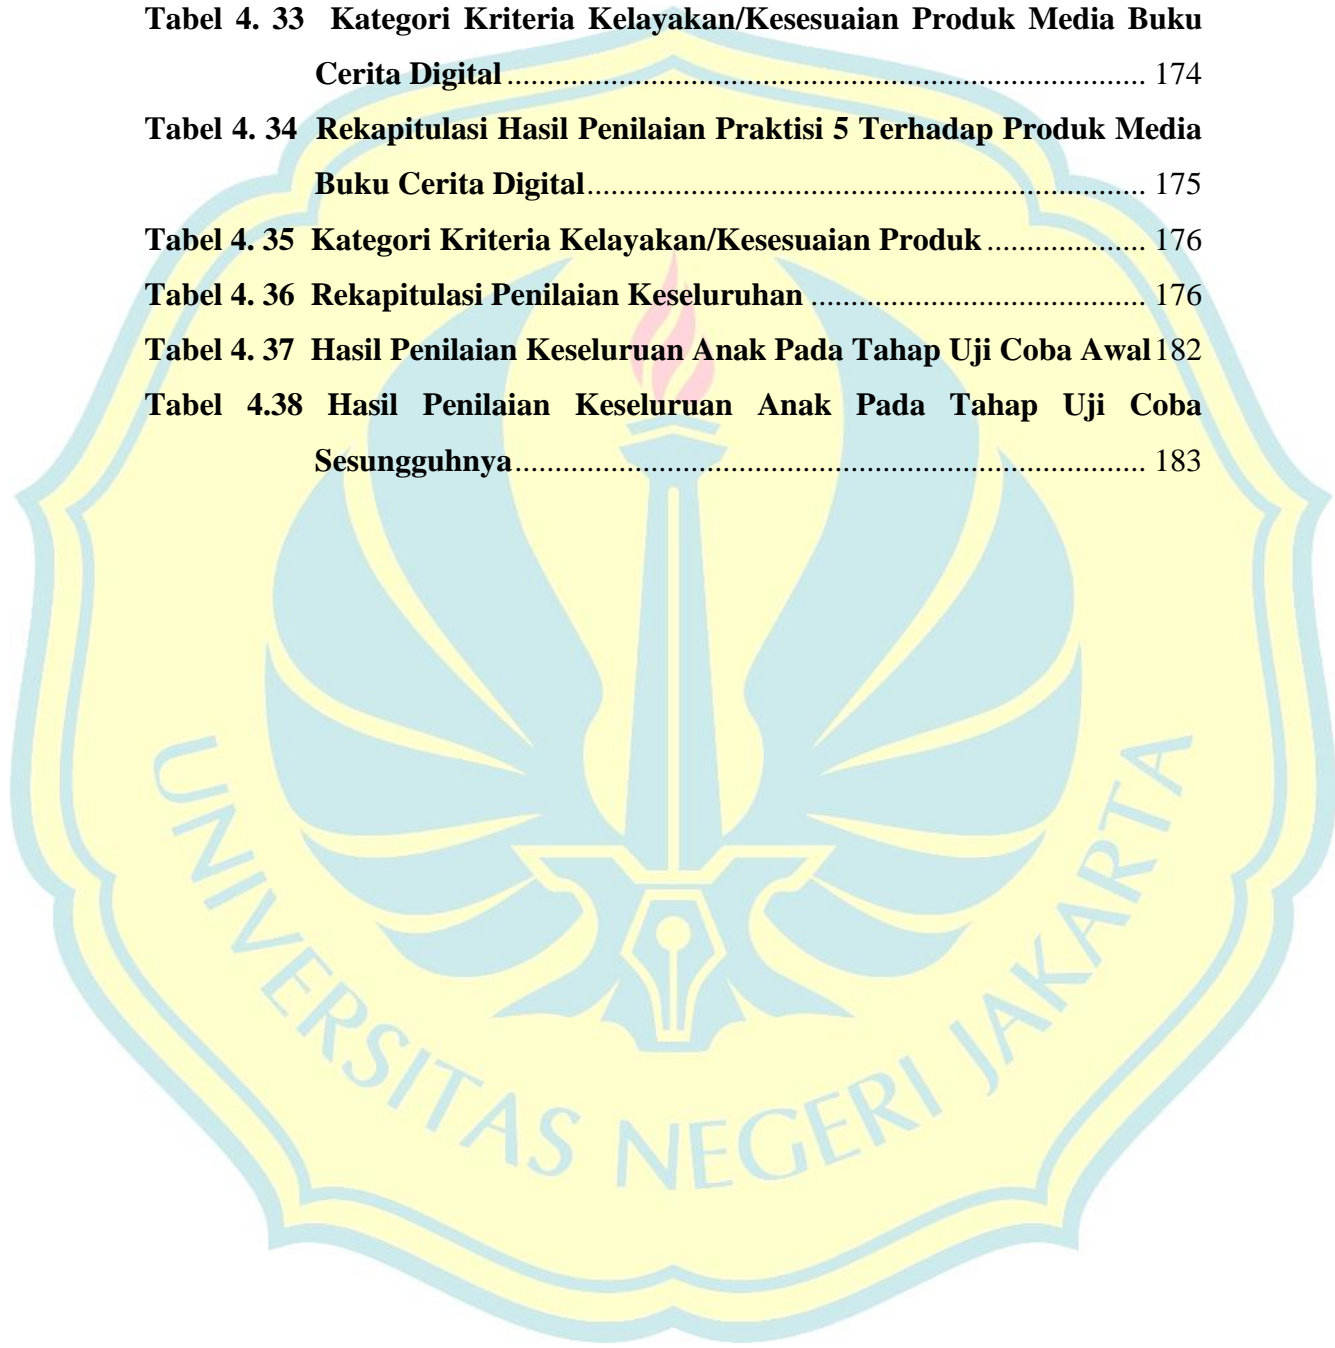 Tabel 4. 33 Kategori Kriteria Kelayakan/Kesesuaian Produk Media Buku
Cerita Digital ................................................................................ 174
Tabel 4. 34 Rekapitulasi Hasil Penilaian Praktisi 5 Terhadap Produk Media
Buku Cerita Digital...................................................................... 175
Tabel 4. 35 Kategori Kriteria Kelayakan/Kesesuaian Produk .................... 176
Tabel 4. 36 Rekapitulasi Penilaian Keseluruhan .......................................... 176
Tabel 4. 37 Hasil Penilaian Keseluruan Anak Pada Tahap Uji Coba Awal 182
Tabel 4.38 Hasil Penilaian Keseluruan Anak Pada Tahap Uji Coba
Sesungguhnya............................................................................... 183
UNIVERSITAS NEGERI JAKARTA